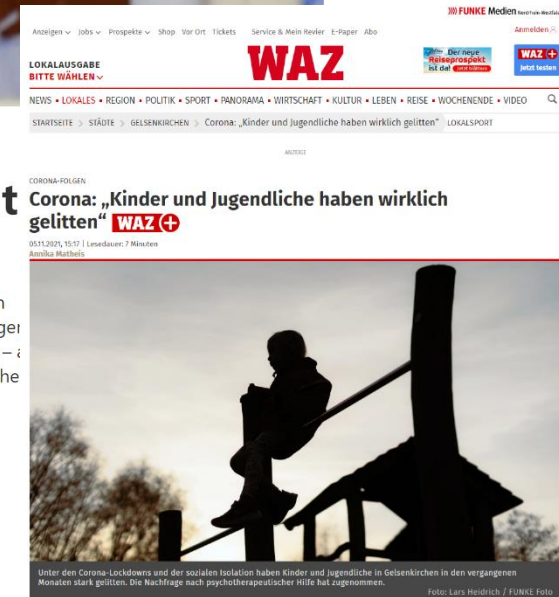 FUNKE Medien Nordrhein-Westfalen
Anzeigen Jobs Prospekte Shop Vor Ort Tickets Service & Mein Revier E-Paper Abo
Anmelden
LOKALAUSGABE
BITTE WÄHLEN
WAZ
Der neue
Reiseprospekt
ist da!
WAZ +
Jetzt testen
NEWS • LOKALES • REGION • POLITIK • SPORT • PANORAMA • WIRTSCHAFT • KULTUR • LEBEN • REISE • WOCHENENDE • VIDEO
STARTSEITE > STÄDTE > GELSENKIRCHEN > Corona: „Kinder und Jugendliche haben wirklich gelitten“ LOKALSPORT
ANZEIGE
CORONA-FOLGEN
Corona: „Kinder und Jugendliche haben wirklich
gelitten“ WAZ +
05.11.2021, 15:17 | Lesedauer: 7 Minuten
Annika Matheis
Unter den Corona-Lockdowns und der sozialen Isolation haben Kinder und Jugendliche in Gelsenkirchen in den vergangenen
Monaten stark gelitten. Die Nachfrage nach psychotherapeutischer Hilfe hat zugenommen.
Foto: Lars Heidrich / FUNKE Foto